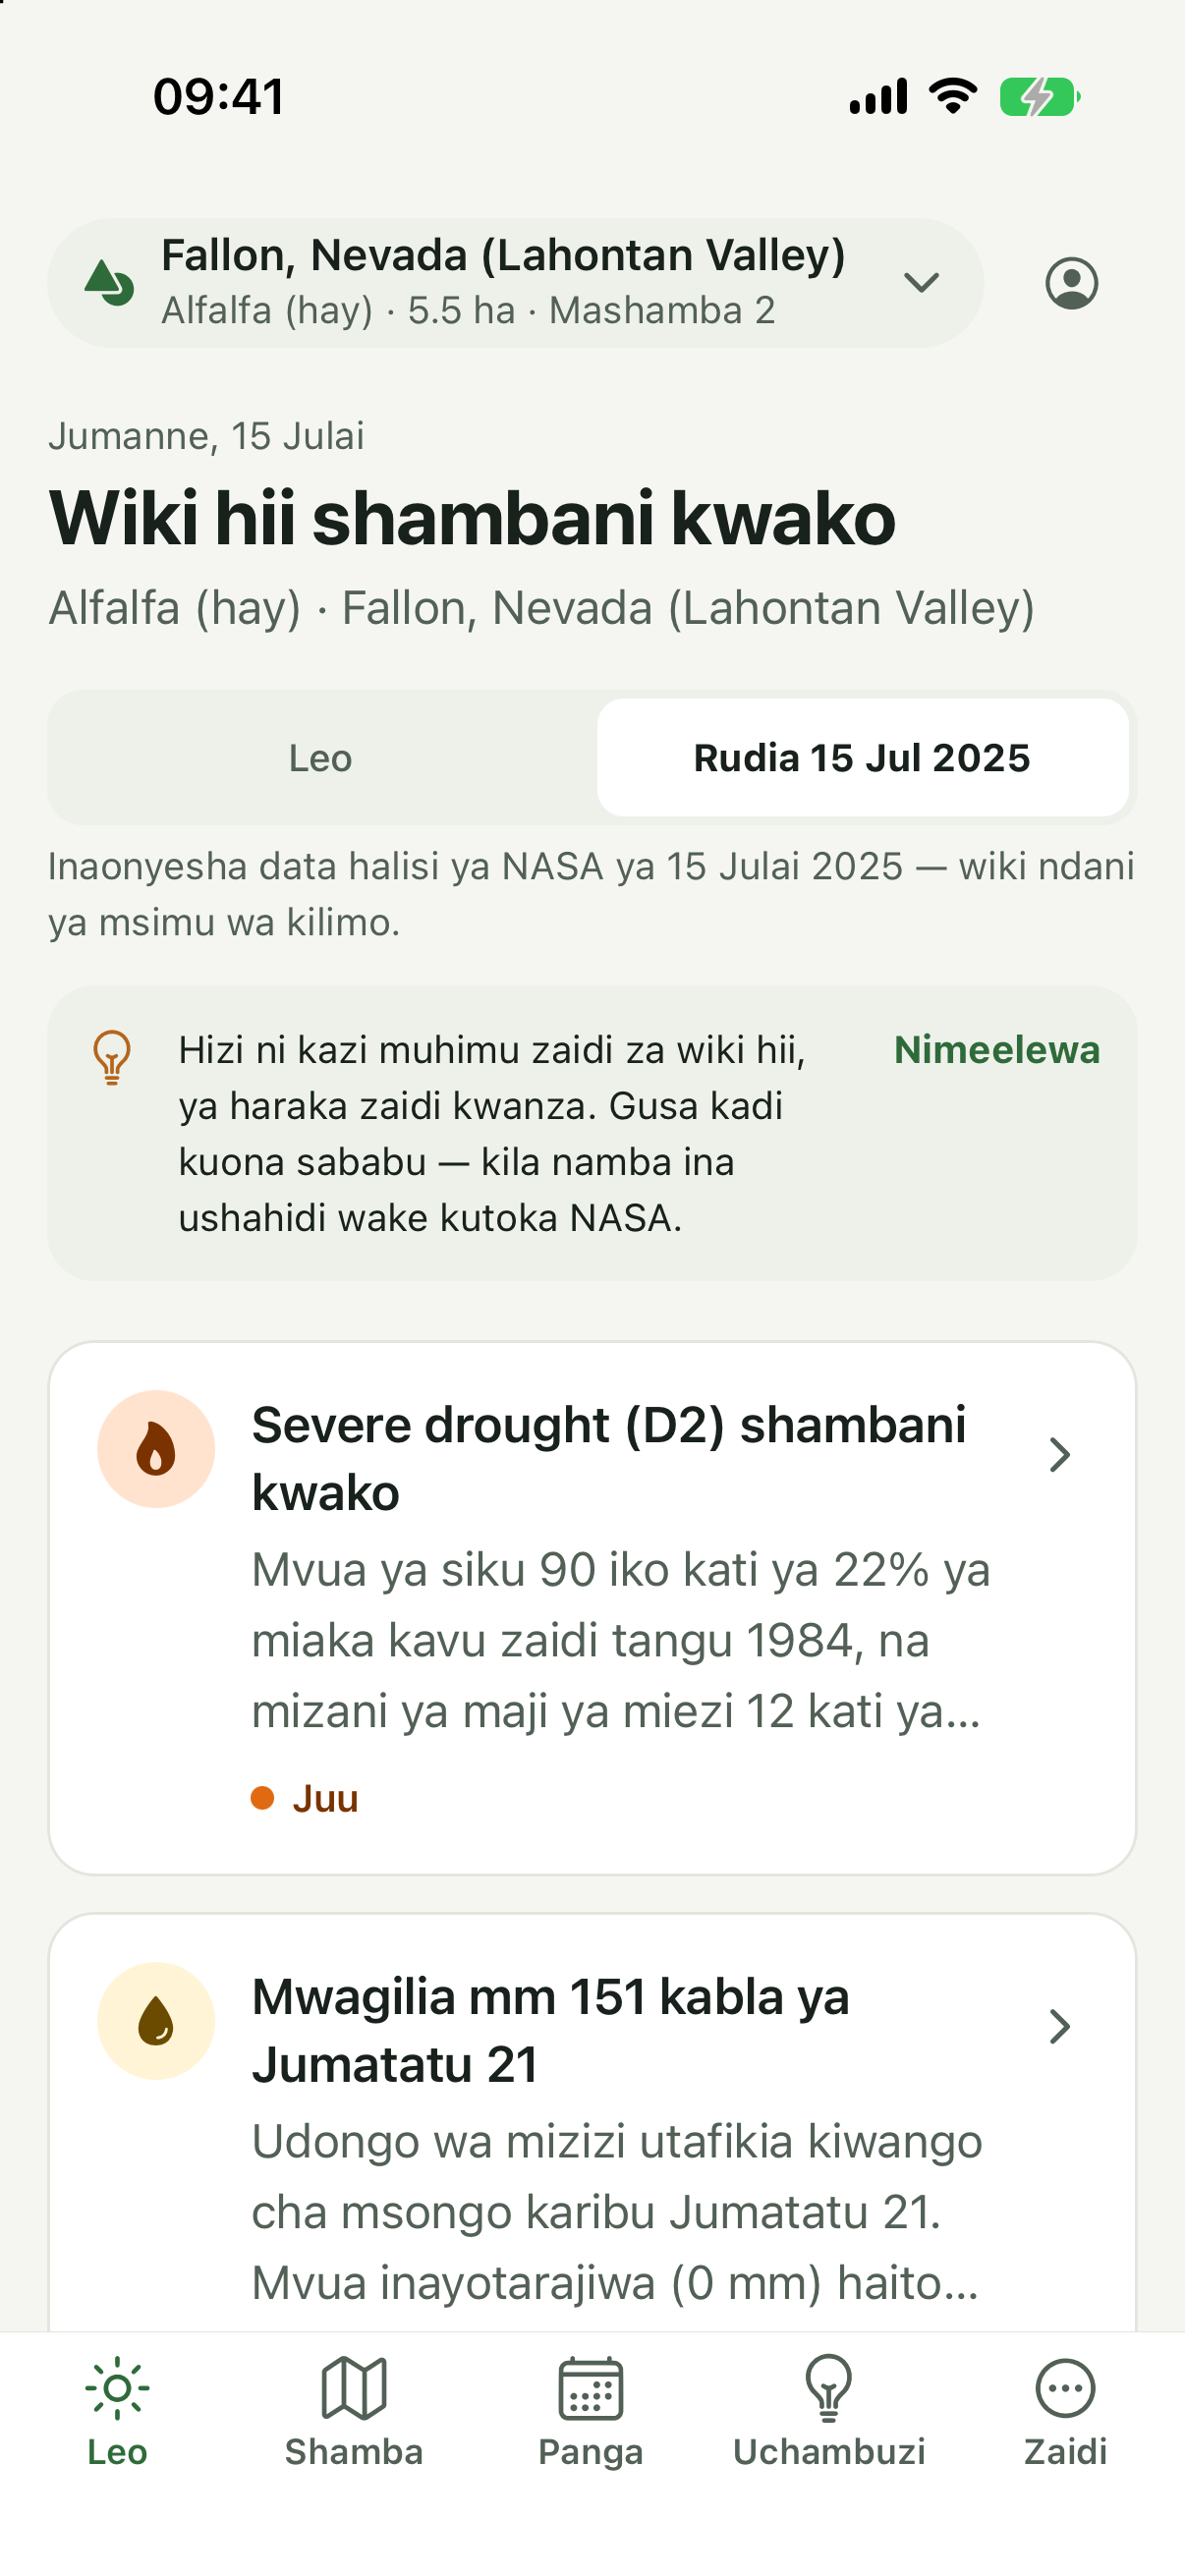 09:41
Fallon, Nevada (Lahontan Valley)
Alfalfa (hay) · 5.5 ha · Mashamba 2
Jumanne, 15 Julai
Wiki hii shambani kwako
Alfalfa (hay) · Fallon, Nevada (Lahontan Valley)
Leo
Rudia 15 Jul 2025
Inaonyesha data halisi ya NASA ya 15 Julai 2025 — wiki ndani
ya msimu wa kilimo.
Hizi ni kazi muhimu zaidi za wiki hii,
ya haraka zaidi kwanza. Gusa kadi
kuona sababu — kila namba ina
ushahidi wake kutoka NASA.
Nimeelewa
Severe drought (D2) shambani
kwako
Mvua ya siku 90 iko kati ya 22% ya
miaka kavu zaidi tangu 1984, na
mizani ya maji ya miezi 12 kati ya...
Juu
Mwagilia mm 151 kabla ya
Jumatatu 21
Udongo wa mizizi utafikia kiwango
cha msongo karibu Jumatatu 21.
Mvua inayotarajiwa (0 mm) haito...
Leo
Shamba
Panga
Uchambuzi
Zaidi